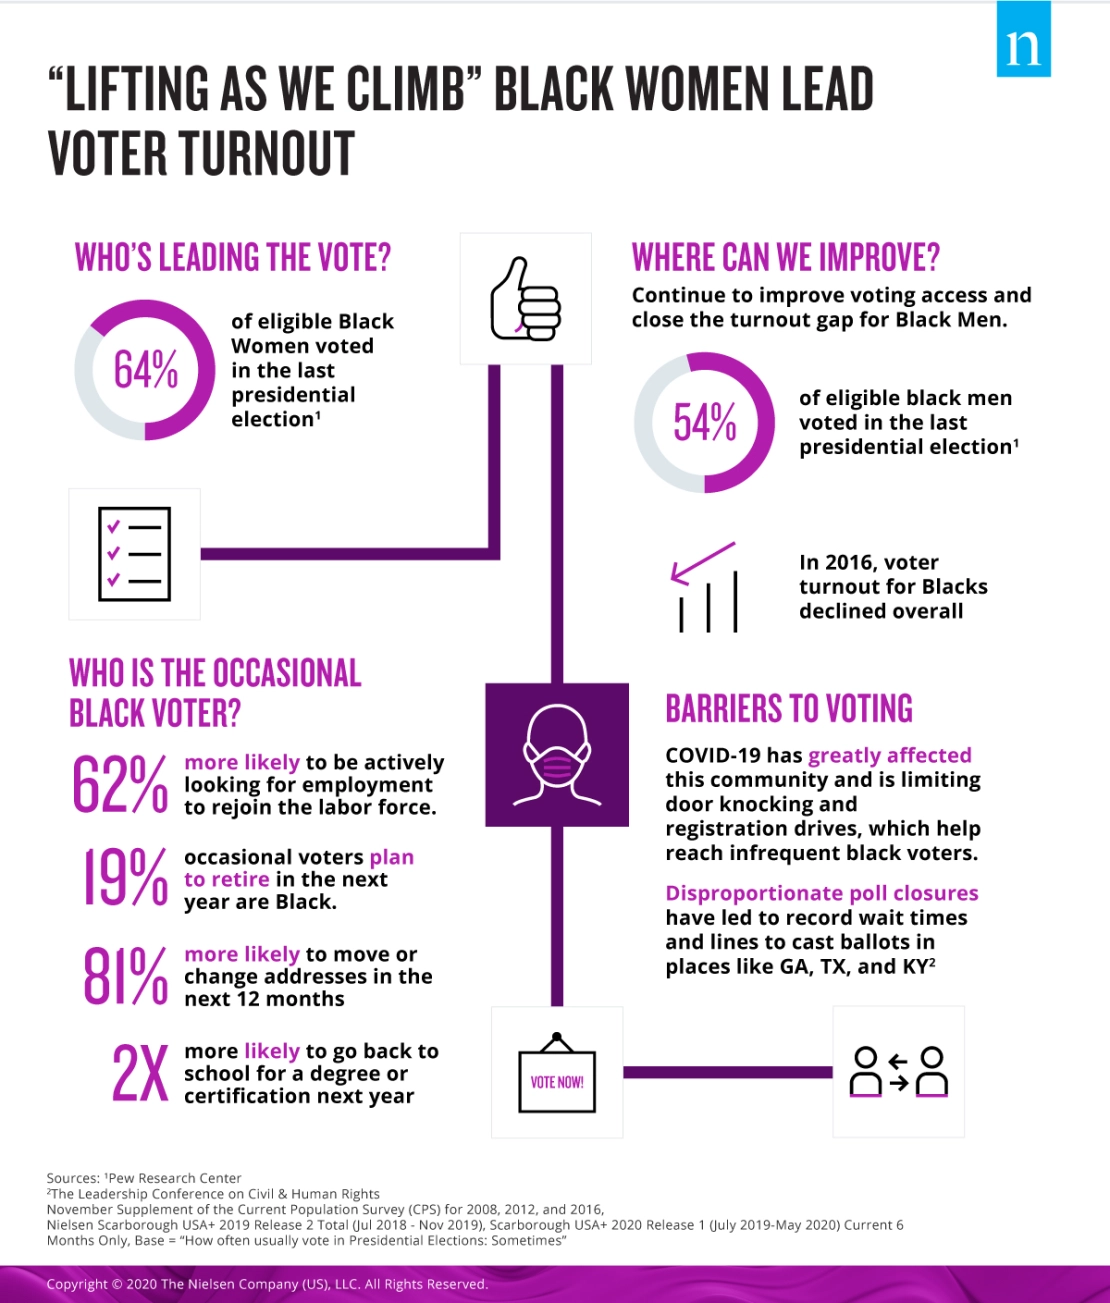 n
“LIFTING AS WE CLIMB” BLACK WOMEN LEAD
VOTER TURNOUT
WHO’S LEADING THE VOTE?
64%
of eligible Black
Women voted
in the last
presidential
election¹
WHERE CAN WE IMPROVE?
Continue to improve voting access and
close the turnout gap for Black Men.
54%
of eligible black men
voted in the last
presidential election¹
In 2016, voter
turnout for Blacks
declined overall
WHO IS THE OCCASIONAL
BLACK VOTER?
62%
more likely to be actively
looking for employment
to rejoin the labor force.
19%
occasional voters plan
to retire in the next
year are Black.
81%
more likely to move or
change addresses in the
next 12 months
2X
more likely to go back to
school for a degree or
certification next year
BARRIERS TO VOTING
COVID-19 has greatly affected
this community and is limiting
door knocking and
registration drives, which help
reach infrequent black voters.
Disproportionate poll closures
have led to record wait times
and lines to cast ballots in
places like GA, TX, and KY²
VOTE NOW!
Sources: ¹Pew Research Center
²The Leadership Conference on Civil & Human Rights
November Supplement of the Current Population Survey (CPS) for 2008, 2012, and 2016,
Nielsen Scarborough USA+ 2019 Release 2 Total (Jul 2018 - Nov 2019), Scarborough USA+ 2020 Release 1 (July 2019-May 2020) Current 6
Months Only, Base = “How often usually vote in Presidential Elections: Sometimes”
Copyright © 2020 The Nielsen Company (US), LLC. All Rights Reserved.